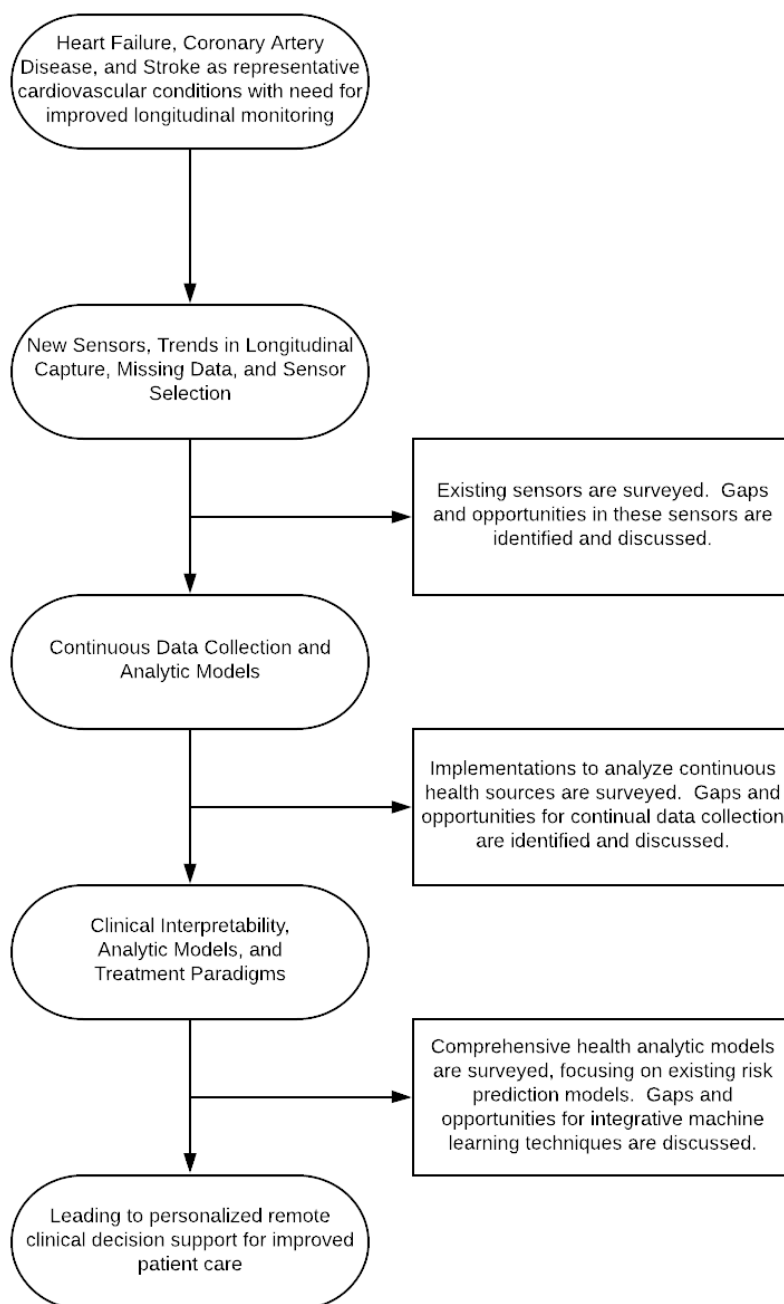 Heart Failure, Coronary Artery
Disease, and Stroke as representative
cardiovascular conditions with need for
improved longitudinal monitoring
New Sensors, Trends in Longitudinal
Capture, Missing Data, and Sensor
Selection
Existing sensors are surveyed. Gaps
and opportunities in these sensors are
identified and discussed.
Continuous Data Collection and
Analytic Models
Implementations to analyze continuous
health sources are surveyed. Gaps and
opportunities for continual data collection
are identified and discussed.
Clinical Interpretability,
Analytic Models, and
Treatment Paradigms
Comprehensive health analytic models
are surveyed, focusing on existing risk
prediction models. Gaps and
opportunities for integrative machine
learning techniques are discussed.
Leading to personalized remote
clinical decision support for improved
patient care